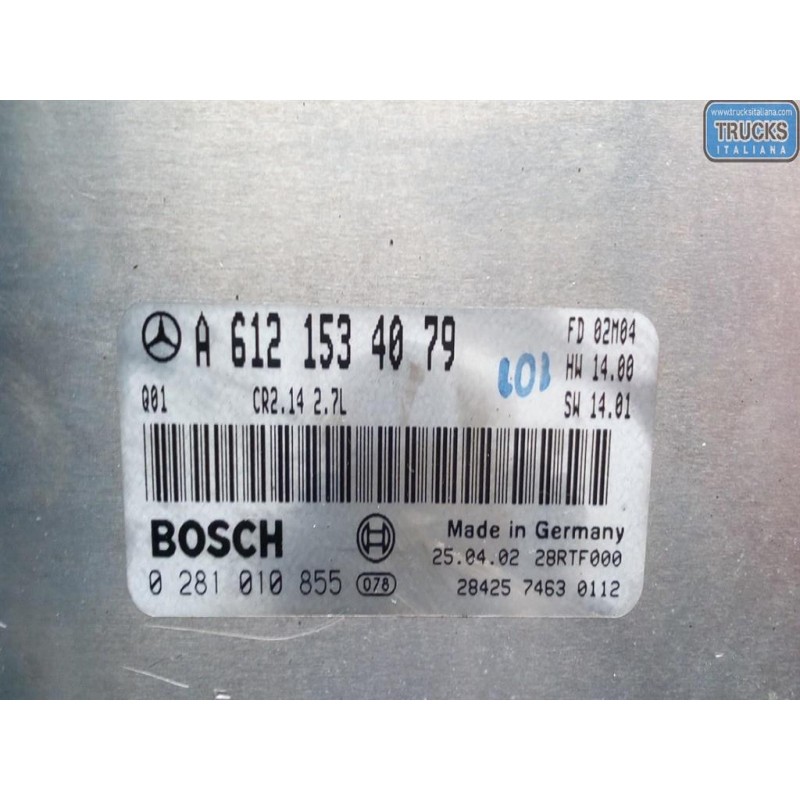 www.trucksitaliana.com
TRUCKS
ITALIANA
A 612 153 40 79
FD 02M04
HW 14.00
SW 14.01
Q01 CR2.14 2.7L
BOSCH
0 281 010 855 078
Made in Germany
25.04.02 28RTF000
28425 7463 0112